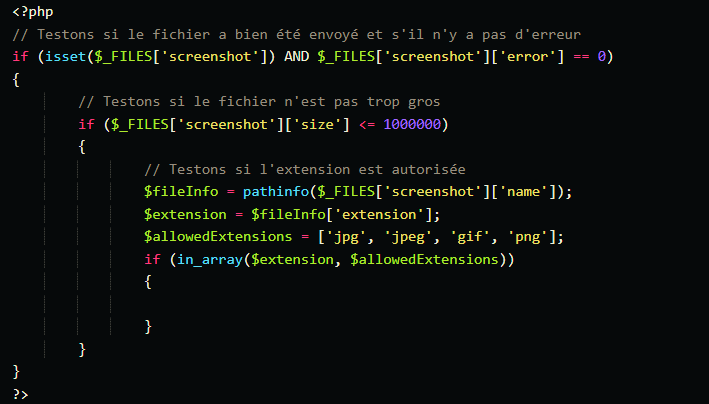 <?php
// Testons si le fichier a bien été envoyé et s'il n'y a pas d'erreur
if (isset($_FILES['screenshot']) AND $_FILES['screenshot']['error'] == 0)
{
        // Testons si le fichier n'est pas trop gros
        if ($_FILES['screenshot']['size'] <= 1000000)
        {
                // Testons si l'extension est autorisée
                $fileInfo = pathinfo($_FILES['screenshot']['name']);
                $extension = $fileInfo['extension'];
                $allowedExtensions = ['jpg', 'jpeg', 'gif', 'png'];
                if (in_array($extension, $allowedExtensions))
                {
                }
        }
}
?>